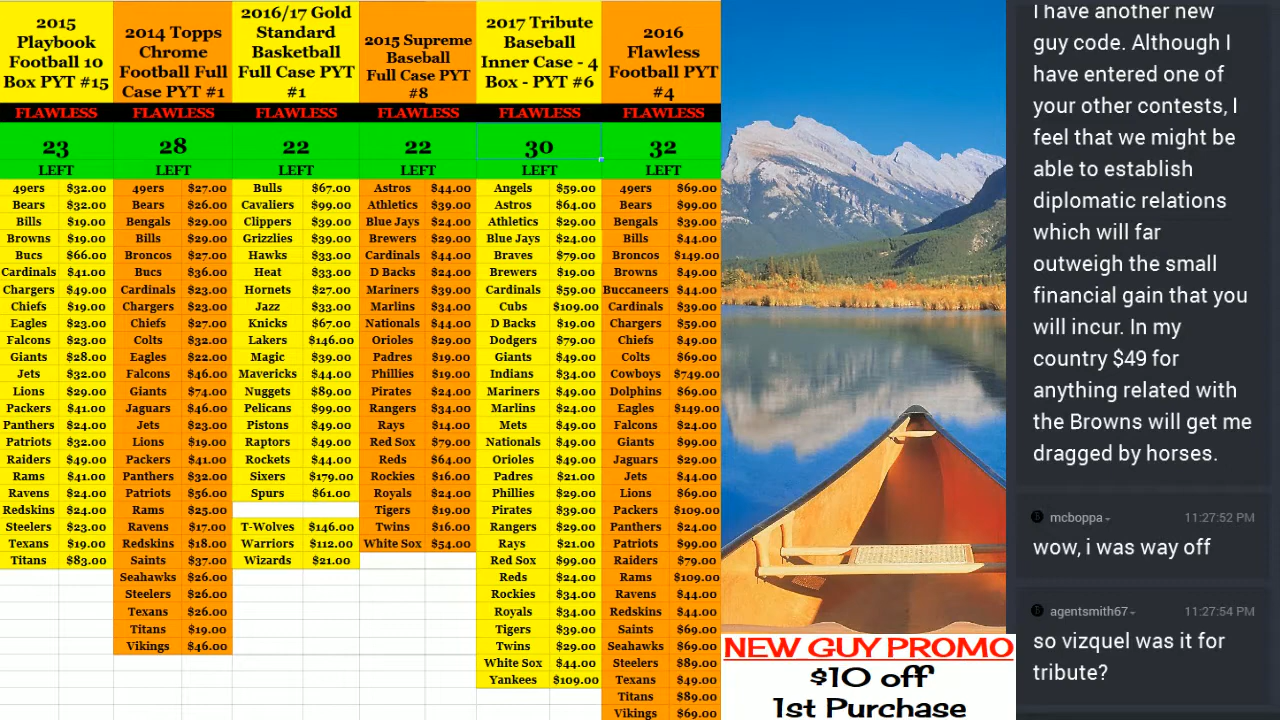 2015
Playbook
Football 10
Box PYT #15
FLAWLESS
23
LEFT
49ers $32.00
Bears $32.00
Bills $19.00
Browns $19.00
Bucs $66.00
Cardinals $41.00
Chargers $49.00
Chiefs $19.00
Eagles $23.00
Falcons $23.00
Giants $28.00
Jets $32.00
Lions $29.00
Packers $41.00
Panthers $24.00
Patriots $32.00
Raiders $49.00
Rams $41.00
Ravens $24.00
Redskins $24.00
Steelers $23.00
Texans $19.00
Titans $83.00
2014 Topps
Chrome
Football Full
Case PYT #1
FLAWLESS
28
LEFT
49ers $27.00
Bears $26.00
Bengals $29.00
Bills $29.00
Broncos $27.00
Bucs $36.00
Cardinals $23.00
Chargers $23.00
Chiefs $27.00
Colts $32.00
Eagles $22.00
Falcons $46.00
Giants $74.00
Jaguars $46.00
Jets $23.00
Lions $19.00
Packers $41.00
Panthers $32.00
Patriots $56.00
Rams $25.00
Ravens $17.00
Redskins $18.00
Saints $37.00
Seahawks $26.00
Steelers $26.00
Texans $26.00
Titans $19.00
Vikings $46.00
2016/17 Gold
Standard
Basketball
Full Case PYT
#1
FLAWLESS
22
LEFT
Bulls $67.00
Cavaliers $99.00
Clippers $39.00
Grizzlies $39.00
Hawks $33.00
Heat $33.00
Hornets $27.00
Jazz $33.00
Knicks $67.00
Lakers $146.00
Magic $39.00
Mavericks $44.00
Nuggets $89.00
Pelicans $99.00
Pistons $49.00
Raptors $49.00
Rockets $44.00
Sixers $179.00
Spurs $61.00
T-Wolves $146.00
Warriors $112.00
Wizards $21.00
2015 Supreme
Baseball
Full Case PYT
#8
FLAWLESS
22
LEFT
Astros $44.00
Athletics $39.00
Blue Jays $24.00
Brewers $29.00
Cardinals $44.00
D Backs $24.00
Mariners $39.00
Marlins $34.00
Nationals $44.00
Orioles $29.00
Padres $19.00
Phillies $19.00
Pirates $24.00
Rangers $34.00
Rays $14.00
Red Sox $79.00
Reds $64.00
Rockies $16.00
Royals $24.00
Tigers $19.00
Twins $16.00
White Sox $54.00
2017 Tribute
Baseball
Inner Case - 4
Box - PYT #6
FLAWLESS
30
LEFT
Angels $59.00
Astros $64.00
Athletics $29.00
Blue Jays $24.00
Braves $79.00
Brewers $19.00
Cardinals $59.00
Cubs $109.00
D Backs $19.00
Dodgers $79.00
Giants $49.00
Indians $34.00
Mariners $49.00
Marlins $24.00
Mets $49.00
Nationals $49.00
Orioles $49.00
Padres $21.00
Phillies $29.00
Pirates $39.00
Rangers $29.00
Rays $21.00
Red Sox $99.00
Reds $24.00
Rockies $34.00
Royals $34.00
Tigers $39.00
Twins $29.00
White Sox $44.00
Yankees $109.00
2016
Flawless
Football PYT
#4
FLAWLESS
32
LEFT
49ers $69.00
Bears $99.00
Bengals $39.00
Bills $44.00
Broncos $149.00
Browns $49.00
Buccaneers $44.00
Cardinals $39.00
Chargers $59.00
Chiefs $49.00
Colts $69.00
Cowboys $749.00
Dolphins $69.00
Eagles $149.00
Falcons $24.00
Giants $99.00
Jaguars $29.00
Jets $44.00
Lions $69.00
Packers $109.00
Panthers $24.00
Patriots $99.00
Raiders $79.00
Rams $109.00
Ravens $44.00
Redskins $44.00
Saints $69.00
Seahawks $69.00
Steelers $89.00
Texans $49.00
Titans $89.00
Vikings $69.00
NEW GUY PROMO
$10 off
1st Purchase
I have another new
guy code. Although I
have entered one of
your other contests, I
feel that we might be
able to establish
diplomatic relations
which will far
outweigh the small
financial gain that you
will incur. In my
country $49 for
anything related with
the Browns will get me
dragged by horses.
mcboppa 11:27:52 PM
wow, i was way off
agentsmith67 11:27:54 PM
so vizquel was it for
tribute?